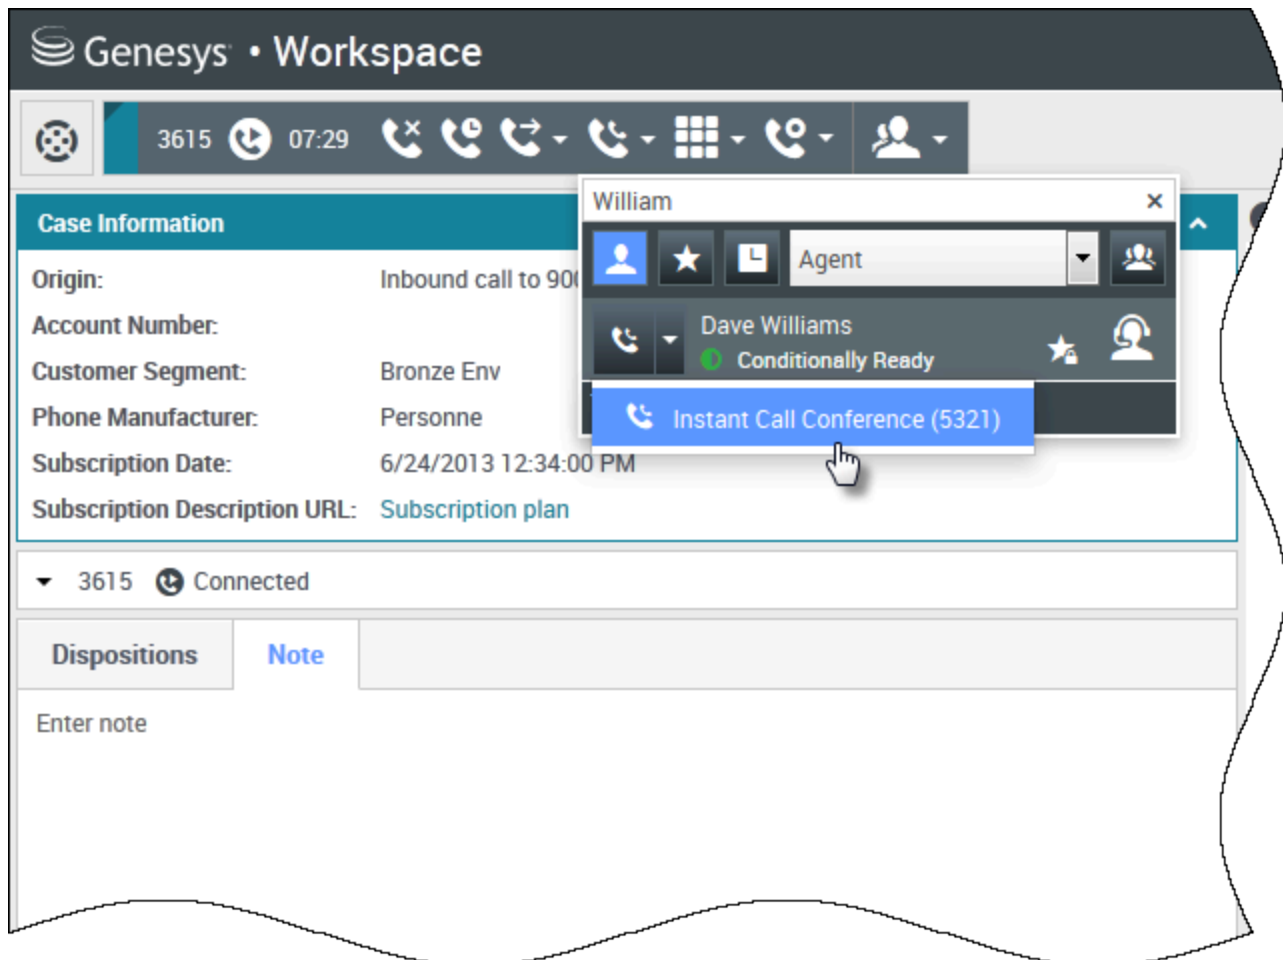 Genesys • Workspace
3615 07:29
William
Case Information
Agent
Origin: Inbound call to 900
Dave Williams
Conditionally Ready
Account Number:
Customer Segment: Bronze Env
Instant Call Conference (5321)
Phone Manufacturer: Personne
Subscription Date: 6/24/2013 12:34:00 PM
Subscription Description URL: Subscription plan
3615 Connected
Dispositions Note
Enter note